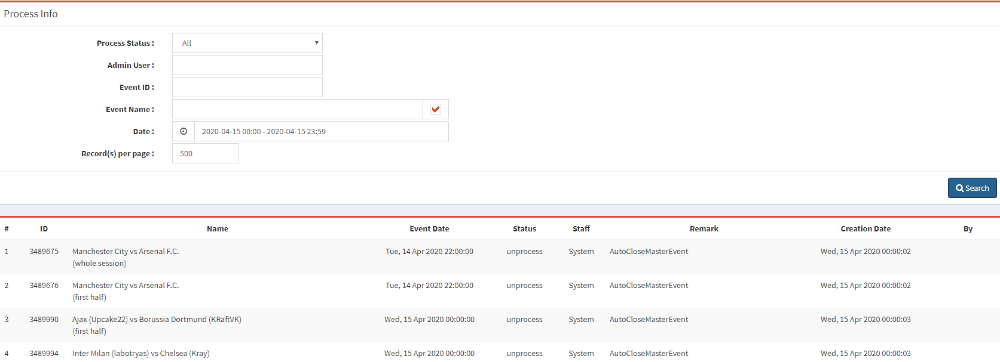 Process Info
Process Status : All
Admin User :
Event ID :
Event Name :
Date : 2020-04-15 00:00 - 2020-04-15 23:59
Record(s) per page : 500
Search
# ID Name Event Date Status Staff Remark Creation Date By
1 3489675 Manchester City vs Arsenal F.C. Tue, 14 Apr 2020 22:00:00 unprocess System AutoCloseMasterEvent Wed, 15 Apr 2020 00:00:02
(whole session)
2 3489676 Manchester City vs Arsenal F.C. Tue, 14 Apr 2020 22:00:00 unprocess System AutoCloseMasterEvent Wed, 15 Apr 2020 00:00:02
(first half)
3 3489990 Ajax (Upcake22) vs Borussia Dortmund (KRaftVK) Wed, 15 Apr 2020 00:00:00 unprocess System AutoCloseMasterEvent Wed, 15 Apr 2020 00:00:03
(first half)
4 3489994 Inter Milan (labotryas) vs Chelsea (Kray) Wed, 15 Apr 2020 00:00:00 unprocess System AutoCloseMasterEvent Wed, 15 Apr 2020 00:00:03